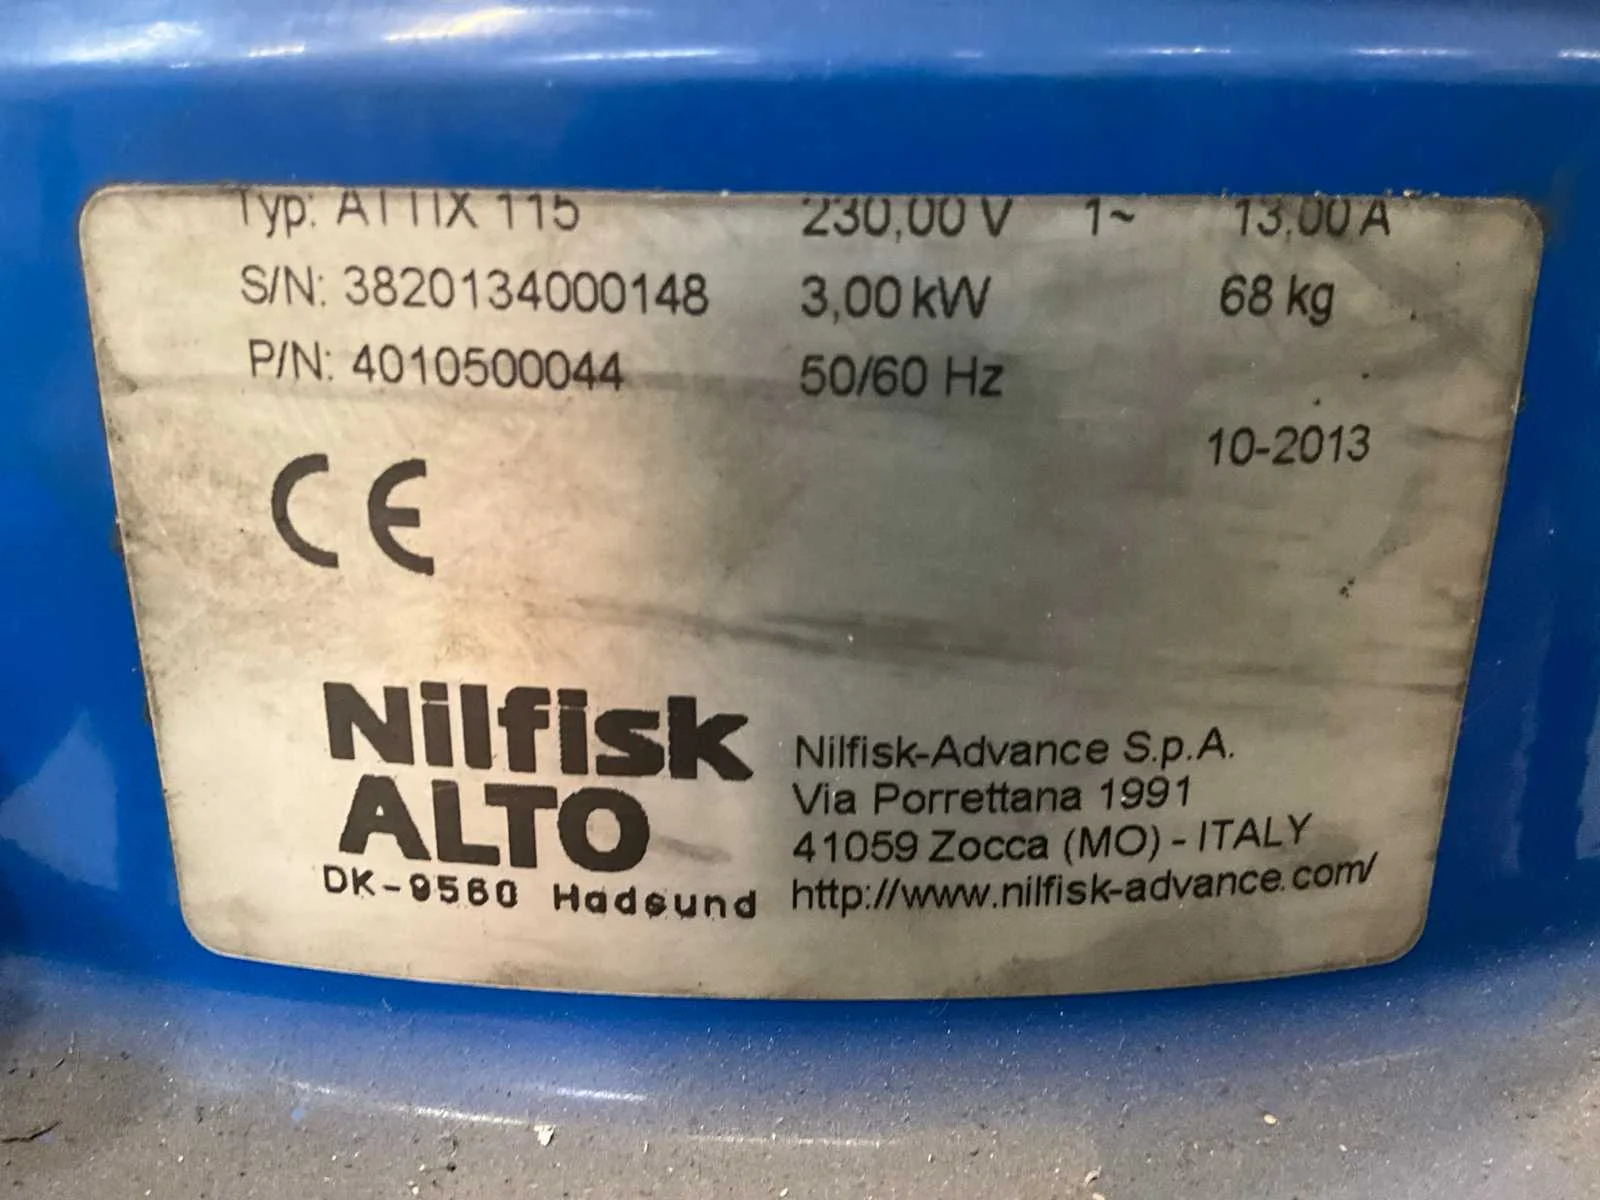 Typ: ATTIX 115 230,00 V 1~ 13,00 A
S/N: 3820134000148 3,00 kW 68 kg
P/N: 4010500044 50/60 Hz
10-2013
CE
Nilfisk
ALTO
DK-9560 Hadsund
Nilfisk-Advance S.p.A.
Via Porrettana 1991
41059 Zocca (MO) - ITALY
http://www.nilfisk-advance.com/